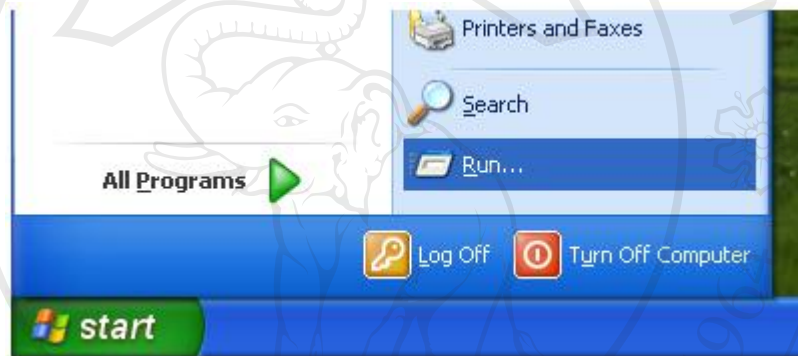 Printers and Faxes
Search
Run...
All Programs
Log Off
Turn Off Computer
start